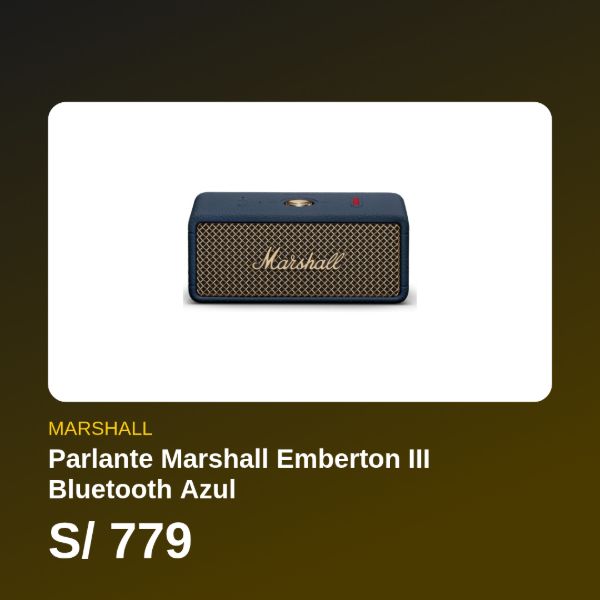 Marshall
MARSHALL
Parlante Marshall Emberton III
Bluetooth Azul
S/ 779